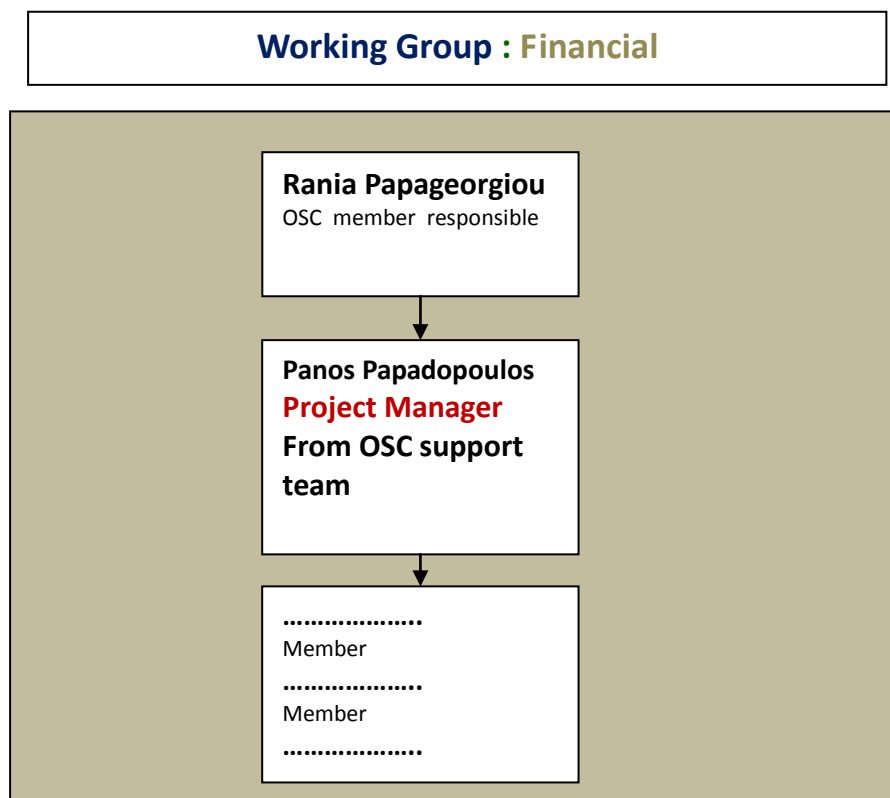 Working Group : Financial
Rania Papageorgiou
OSC member responsible
Panos Papadopoulos
Project Manager
From OSC support
team
………………..
Member
………………..
Member
………………..